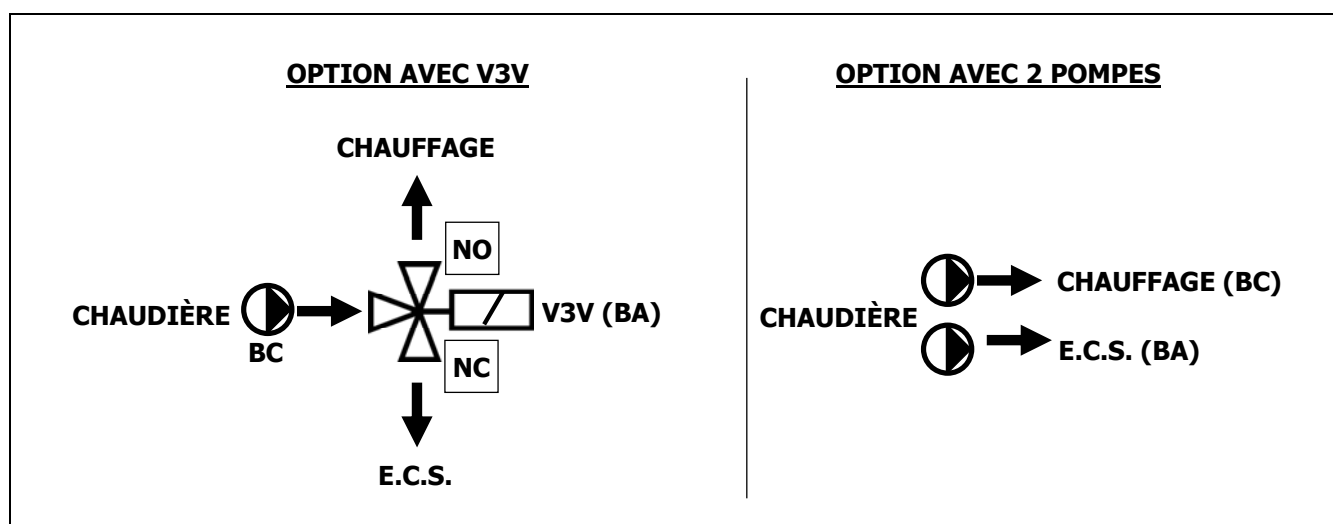 OPTION AVEC V3V
CHAUFFAGE
NO
CHAUDIÈRE
V3V (BA)
BC
NC
E.C.S.
OPTION AVEC 2 POMPES
CHAUFFAGE (BC)
CHAUDIÈRE
E.C.S. (BA)